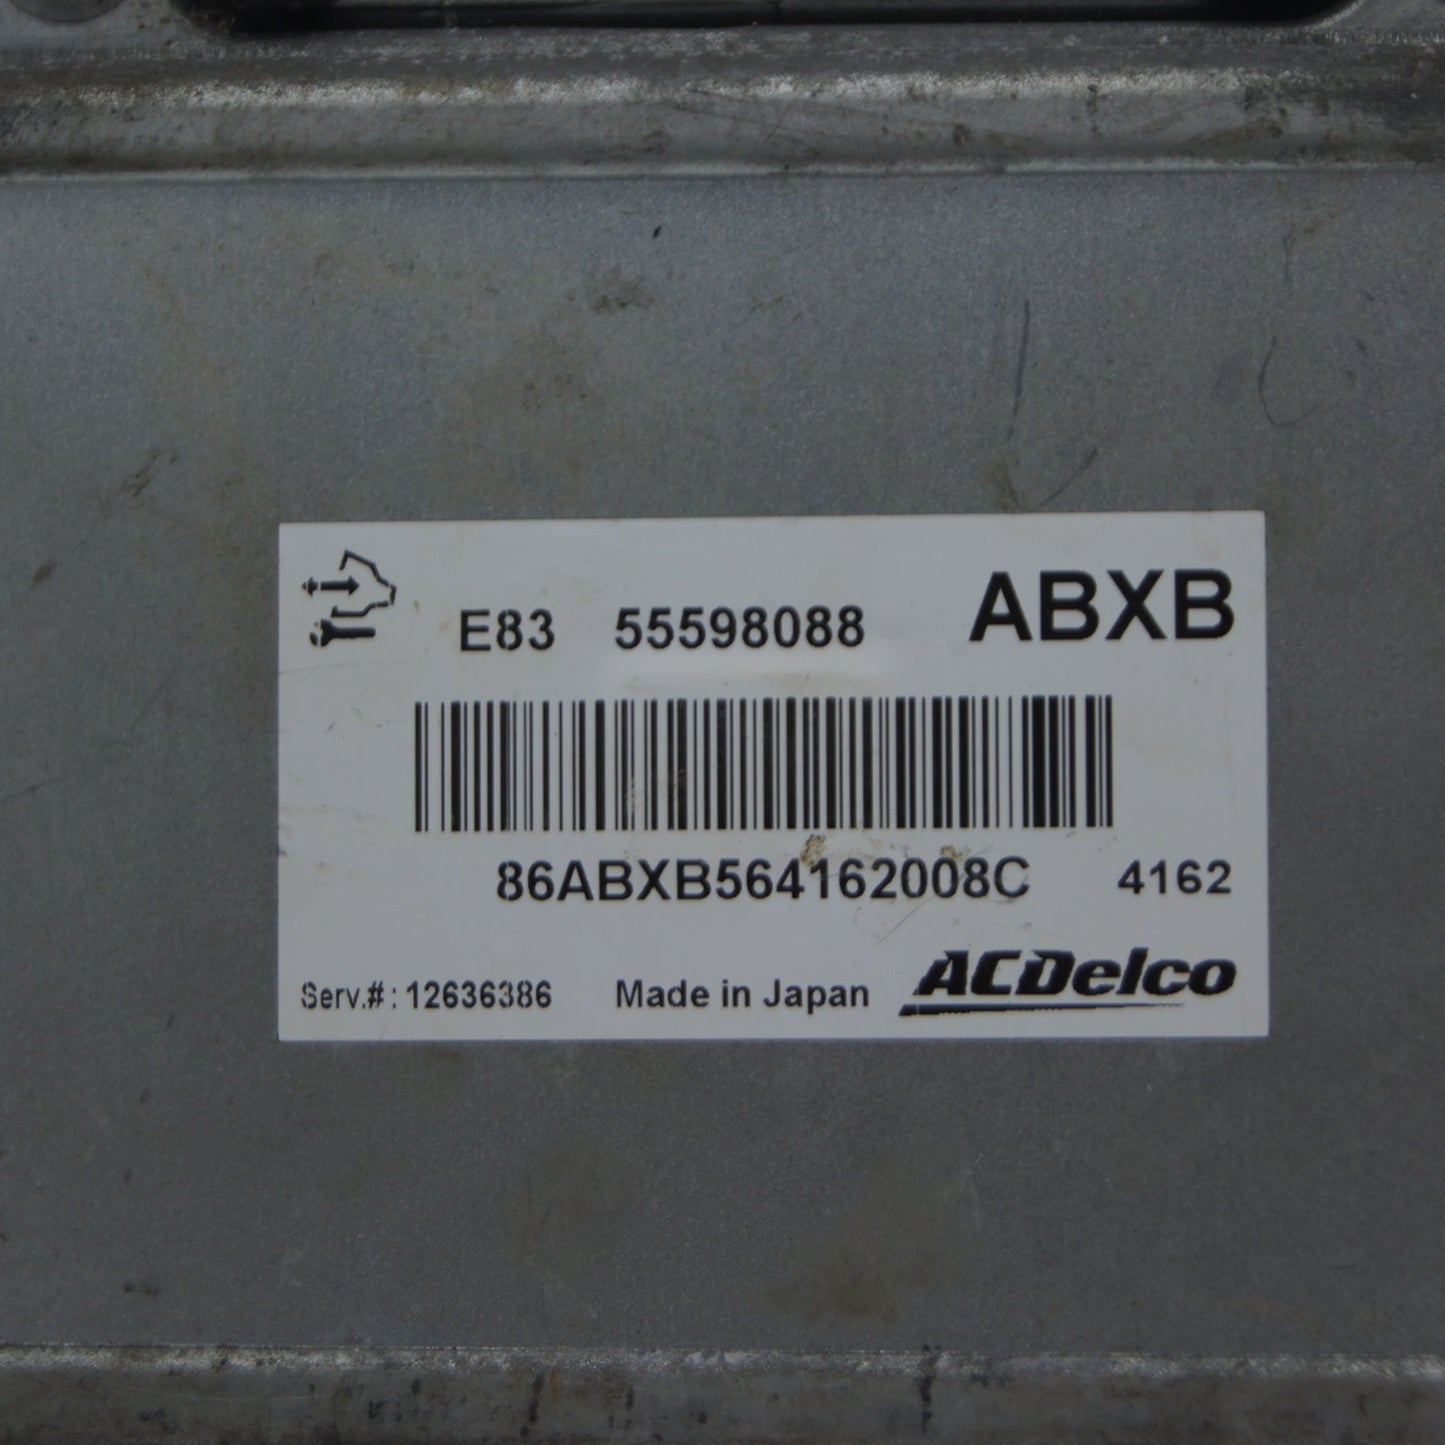 E83 55598088 ABXB
86ABXB564162008C 4162
Serv.#: 12636386 Made in Japan ACDelco